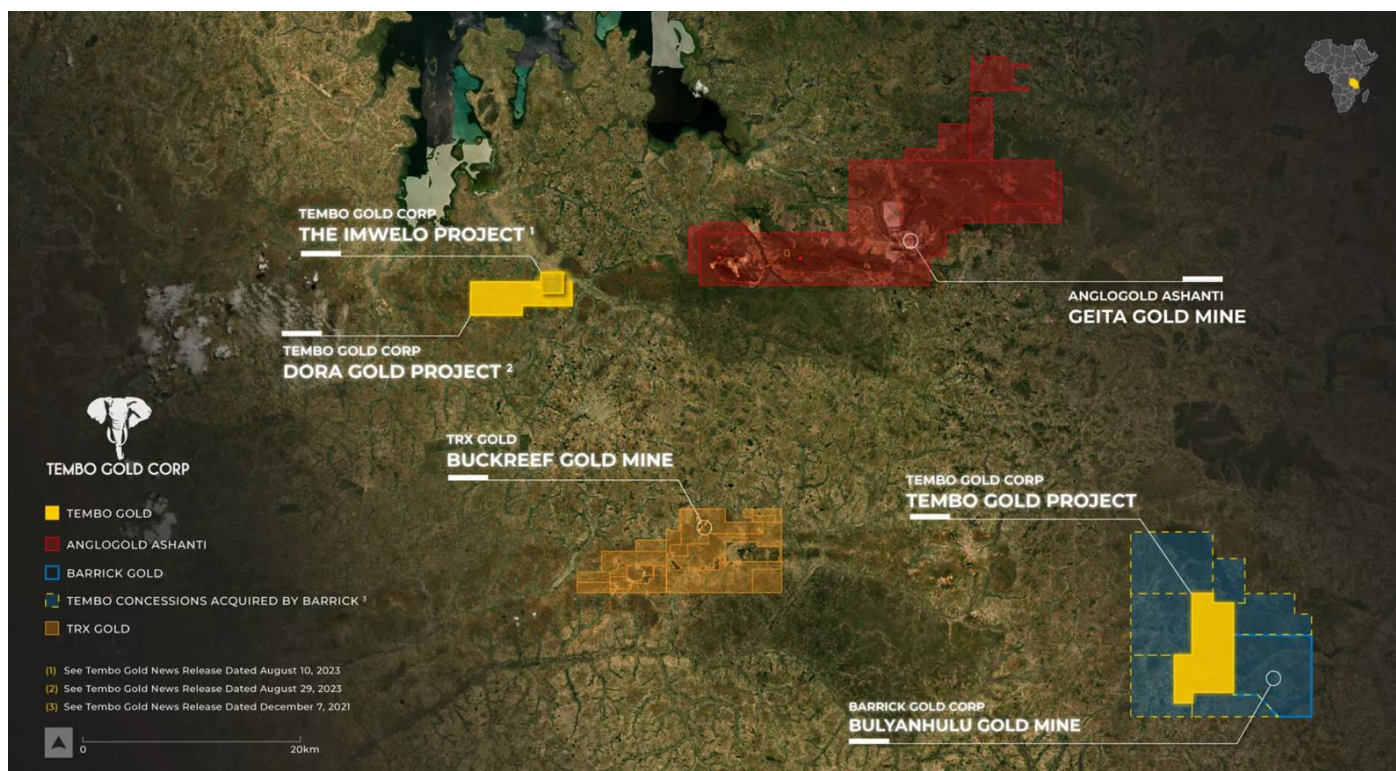 TEMBO GOLD CORP
THE IMWELO PROJECT ¹
ANGLOGOLD ASHANTI
GEITA GOLD MINE
TEMBO GOLD CORP
DORA GOLD PROJECT ²
TRX GOLD
BUCKREEF GOLD MINE
TEMBO GOLD CORP
TEMBO GOLD PROJECT
BARRICK GOLD CORP
BULYANHULU GOLD MINE
TEMBO GOLD CORP
TEMBO GOLD
ANGLOGOLD ASHANTI
BARRICK GOLD
TEMBO CONCESSIONS ACQUIRED BY BARRICK ³
TRX GOLD
(1) See Tembo Gold News Release Dated August 10, 2023
(2) See Tembo Gold News Release Dated August 29, 2023
(3) See Tembo Gold News Release Dated December 7, 2021
0 20km